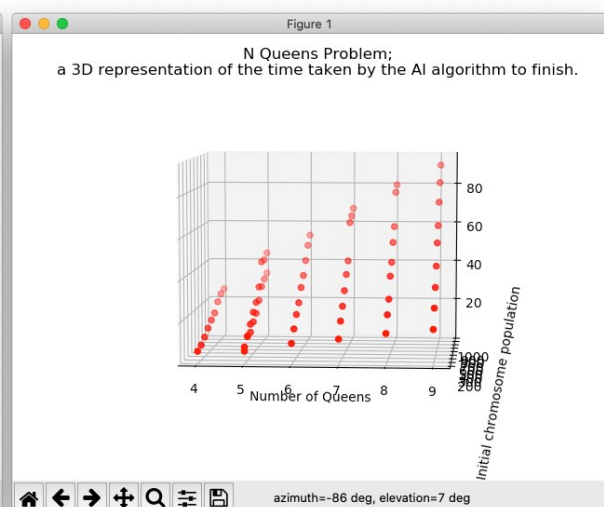 Figure 1
N Queens Problem;
a 3D representation of the time taken by the AI algorithm to finish.
80
60
40
20
1000
200
4 5 6 7 8 9
Number of Queens
Initial chromosome population
azimuth=-86 deg, elevation=7 deg